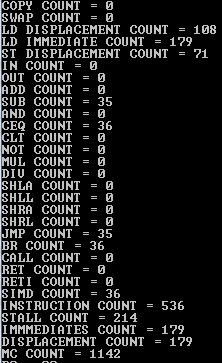 COPY COUNT = 0
SWAP COUNT = 0
LD DISPLACEMENT COUNT = 108
LD IMMEDIATE COUNT = 179
ST DISPLACEMENT COUNT = 71
IN COUNT = 0
OUT COUNT = 0
ADD COUNT = 0
SUB COUNT = 35
AND COUNT = 0
CEQ COUNT = 36
CLT COUNT = 0
NOT COUNT = 0
MUL COUNT = 0
DIV COUNT = 0
SHLA COUNT = 0
SHLL COUNT = 0
SHRA COUNT = 0
SHRL COUNT = 0
JMP COUNT = 35
BR COUNT = 36
CALL COUNT = 0
RET COUNT = 0
RETI COUNT = 0
SIMD COUNT = 36
INSTRUCTION COUNT = 536
STALL COUNT = 214
IMMMEDIATES COUNT = 179
DISPLACEMENT COUNT = 179
MC COUNT = 1142